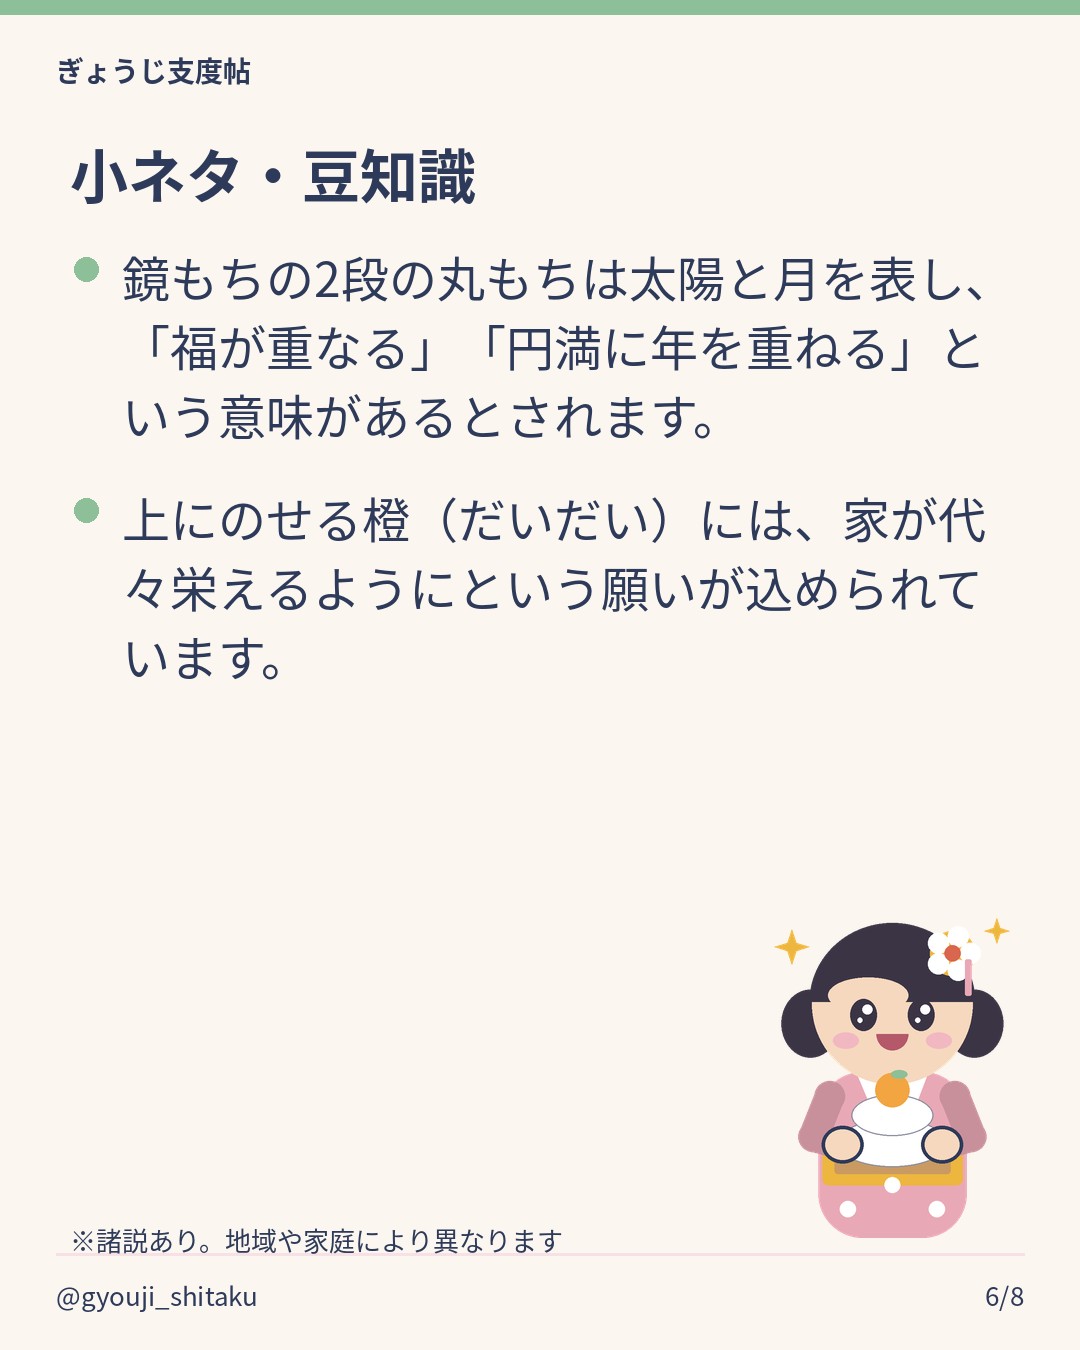 ぎょうじ支度帖
小ネタ・豆知識
鏡もちの2段の丸もちは太陽と月を表し、
「福が重なる」「円満に年を重ねる」と
いう意味があるとされます。
上にのせる橙（だいだい）には、家が代
々栄えるようにという願いが込められて
います。
※諸説あり。地域や家庭により異なります
@gyouji_shitaku
6/8